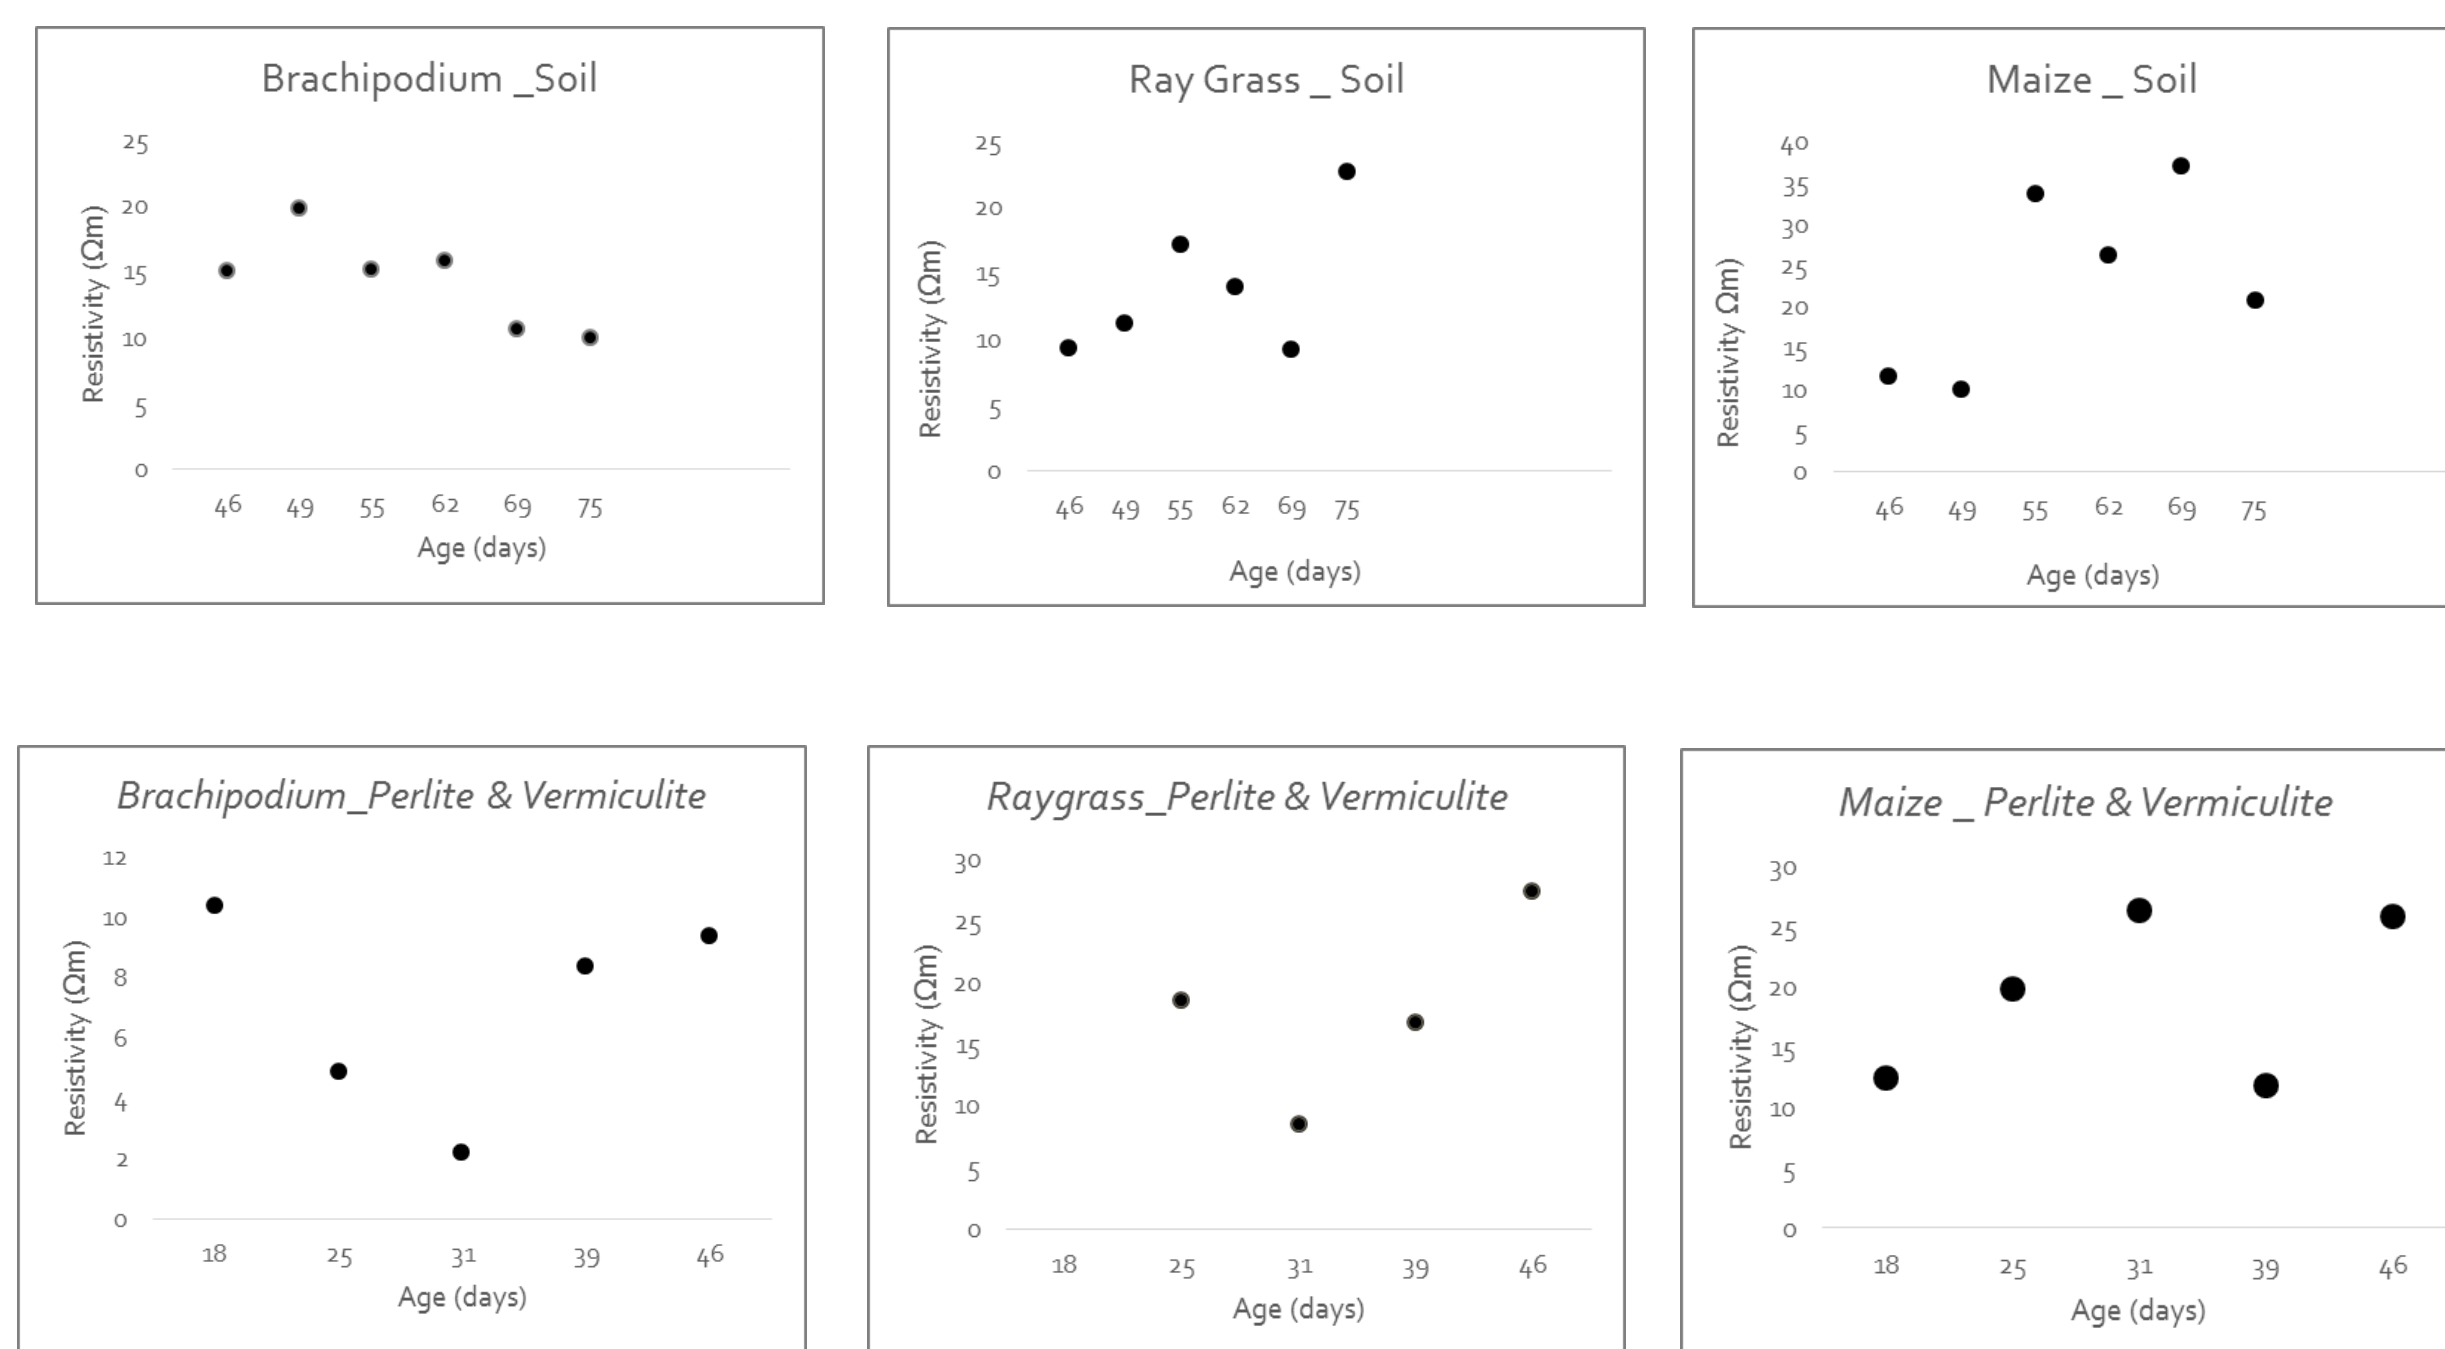 Brachipodium _Soil
25
20
15
10
5
0
Resistivity (Ωm)
46 49 55 62 69 75
Age (days)
Ray Grass _ Soil
25
20
15
10
5
0
Resistivity (Ωm)
46 49 55 62 69 75
Age (days)
Maize _ Soil
40
35
30
25
20
15
10
5
0
Resistivity Ωm)
46 49 55 62 69 75
Age (days)
Brachipodium_Perlite & Vermiculite
12
10
8
6
4
2
0
Resistivity (Ωm)
18 25 31 39 46
Age (days)
Raygrass_Perlite & Vermiculite
30
25
20
15
10
5
0
Resistivity (Ωm)
18 25 31 39 46
Age (days)
Maize _ Perlite & Vermiculite
30
25
20
15
10
5
0
Resistivity (Ωm)
18 25 31 39 46
Age (days)